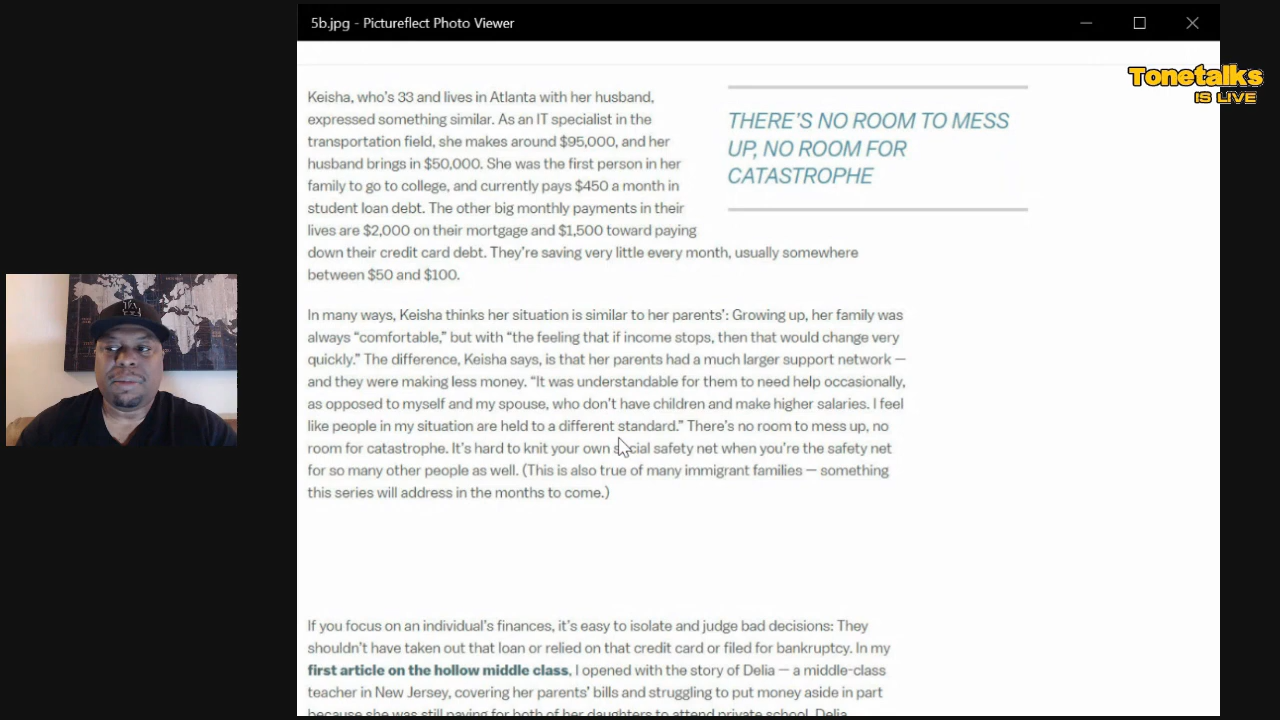 5b.jpg - Pictureflect Photo Viewer
Tonetalks
IS LIVE
Keisha, who's 33 and lives in Atlanta with her husband,
expressed something similar. As an IT specialist in the
transportation field, she makes around $95,000, and her
husband brings in $50,000. She was the first person in her
family to go to college, and currently pays $450 a month in
student loan debt. The other big monthly payments in their
lives are $2,000 on their mortgage and $1,500 toward paying
down their credit card debt. They're saving very little every month, usually somewhere
between $50 and $100.
THERE'S NO ROOM TO MESS
UP, NO ROOM FOR
CATASTROPHE
In many ways, Keisha thinks her situation is similar to her parents': Growing up, her family was
always “comfortable,” but with “the feeling that if income stops, then that would change very
quickly.” The difference, Keisha says, is that her parents had a much larger support network —
and they were making less money. “It was understandable for them to need help occasionally,
as opposed to myself and my spouse, who don't have children and make higher salaries. I feel
like people in my situation are held to a different standard.” There's no room to mess up, no
room for catastrophe. It's hard to knit your own social safety net when you're the safety net
for so many other people as well. (This is also true of many immigrant families — something
this series will address in the months to come.)
If you focus on an individual's finances, it's easy to isolate and judge bad decisions: They
shouldn't have taken out that loan or relied on that credit card or filed for bankruptcy. In my
first article on the hollow middle class, I opened with the story of Delia — a middle-class
teacher in New Jersey, covering her parents' bills and struggling to put money aside in part
because she was still paying for both of her daughters to attend private school. Delia